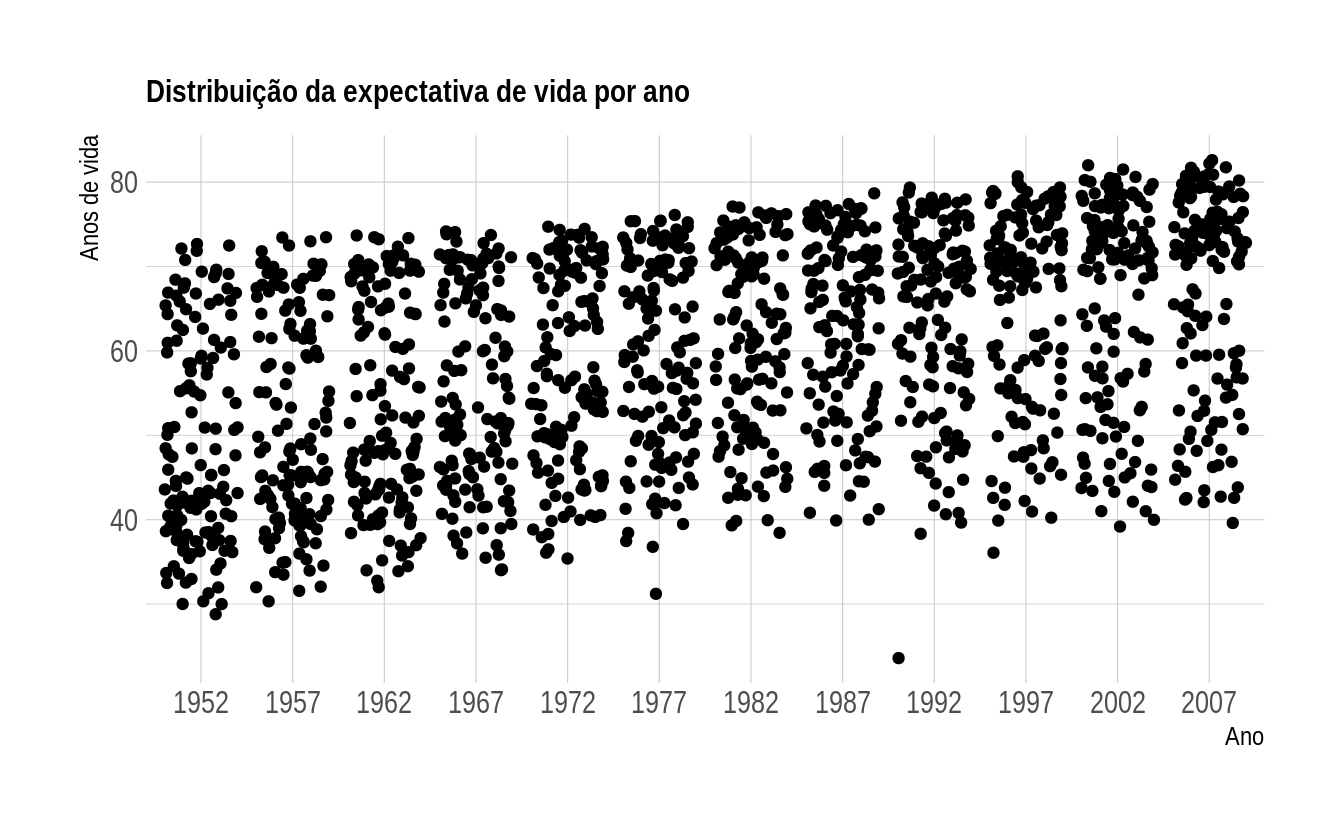 Distribuição da expectativa de vida por ano
Anos de vida
80
60
40
1952 1957 1962 1967 1972 1977 1982 1987 1992 1997 2002 2007
Ano